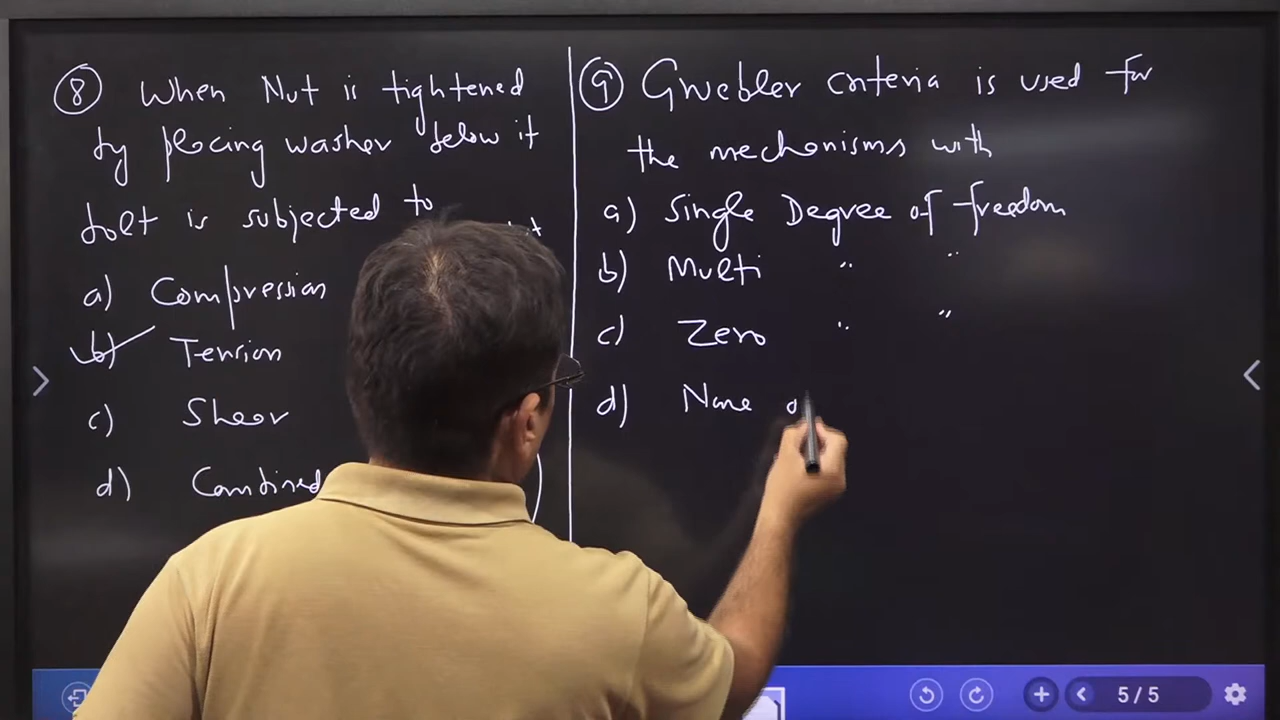 8 When Nut is tightened
by placing washer below it
bolt is subjected to
a) Compression
b) Tension
c) Shear
d) Combined
9 Gruebler criteria is used for
the mechanisms with
a) Single Degree of freedom
b) Multi " "
c) Zero " "
d) None o
5/5